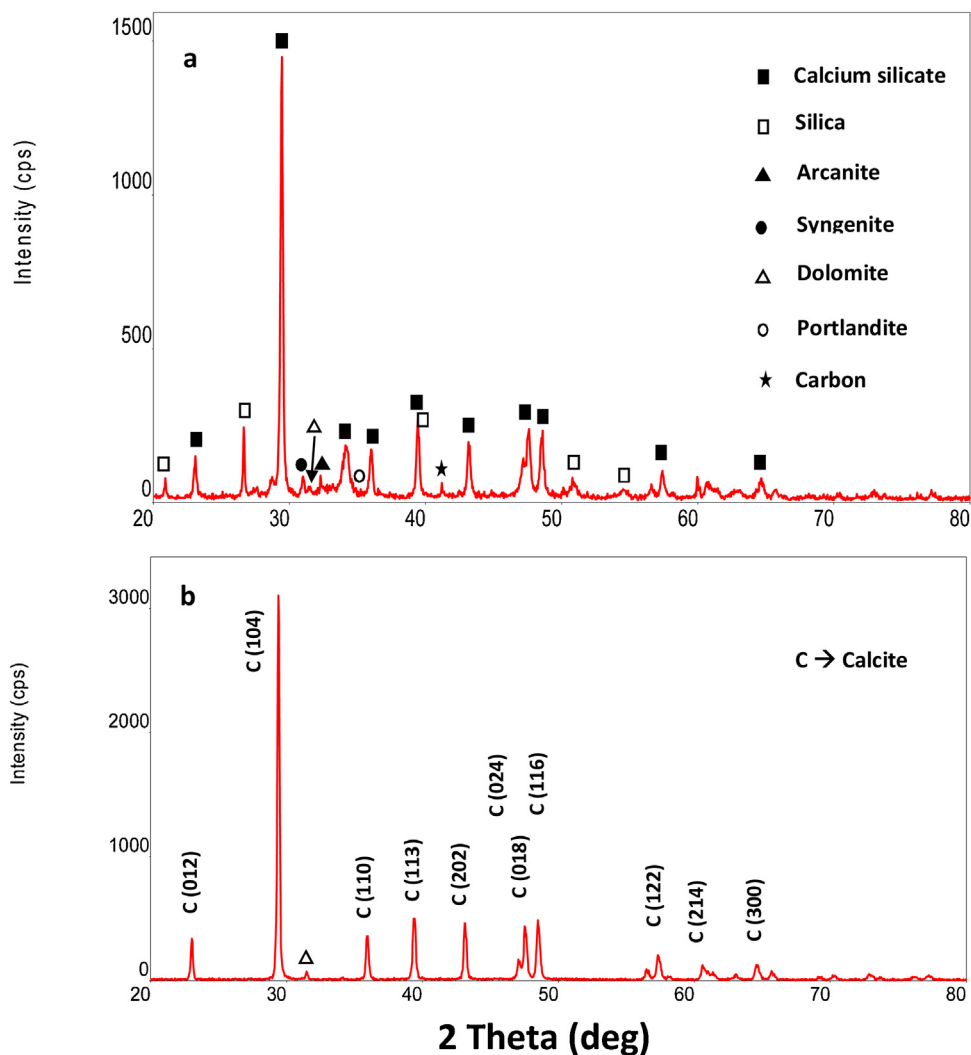 1500
a
Calcium silicate
Silica
1000
Arcanite
Intensity (cps)
Syngenite
Dolomite
500
Portlandite
Carbon
0
20 30 40 50 60 70 80
b
3000
C (104)
C → Calcite
Intensity (cps)
2000
C (024)
C (116)
1000
C (012)
C (110)
C (113)
C (202)
C (018)
C (122)
C (214)
C (300)
0
20 30 40 50 60 70 80
2 Theta (deg)